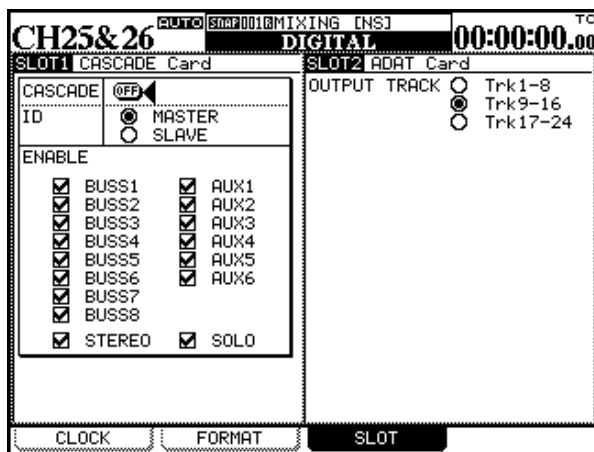 CH25&26 AUTO SNAP001 MIXING [NS] TC
DIGITAL 00:00:00.00
SLOT1 CASCADE Card
CASCADE OFF
ID MASTER
SLAVE
ENABLE
BUSS1 AUX1
BUSS2 AUX2
BUSS3 AUX3
BUSS4 AUX4
BUSS5 AUX5
BUSS6 AUX6
BUSS7
BUSS8
STEREO SOLO
SLOT2 ADAT Card
OUTPUT TRACK Trk1-8
Trk9-16
Trk17-24
CLOCK FORMAT SLOT